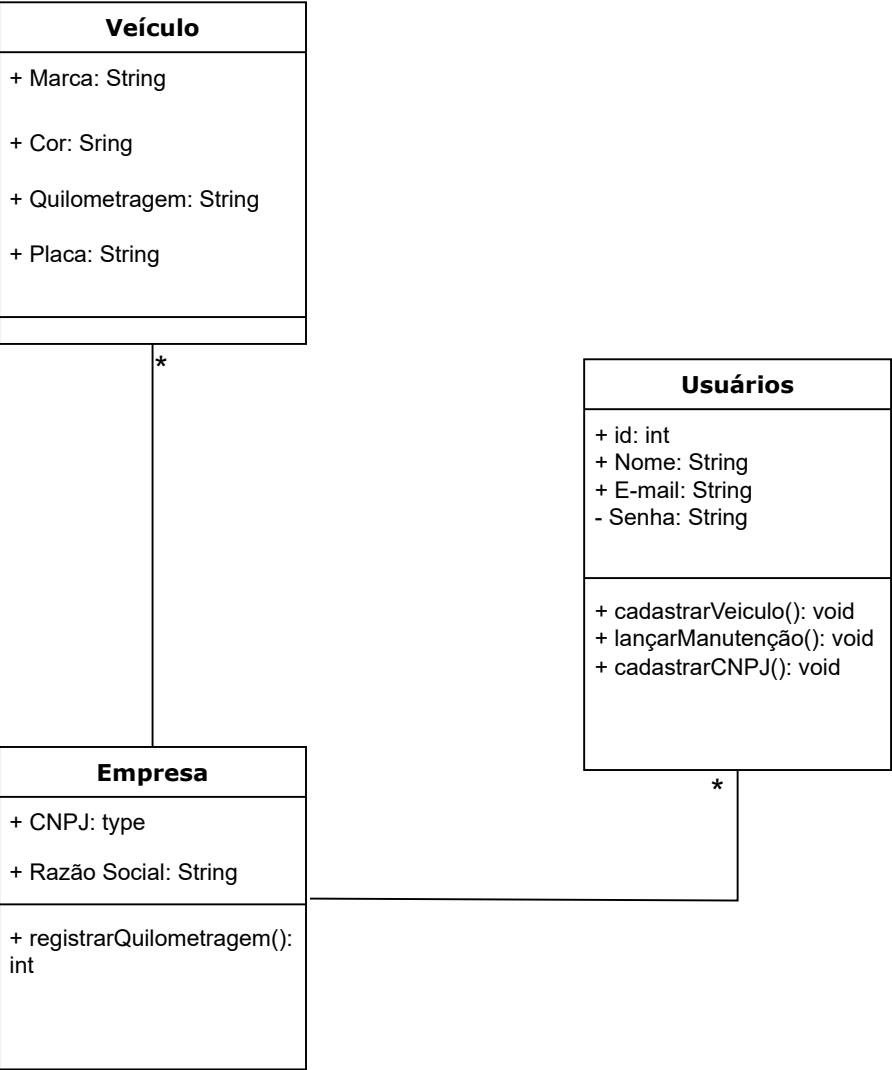 Veículo
+ Marca: String
+ Cor: Sring
+ Quilometragem: String
+ Placa: String
*
Usuários
+ id: int
+ Nome: String
+ E-mail: String
- Senha: String
+ cadastrarVeiculo(): void
+ lançarManutenção(): void
+ cadastrarCNPJ(): void
*
Empresa
+ CNPJ: type
+ Razão Social: String
+ registrarQuilometragem():
int